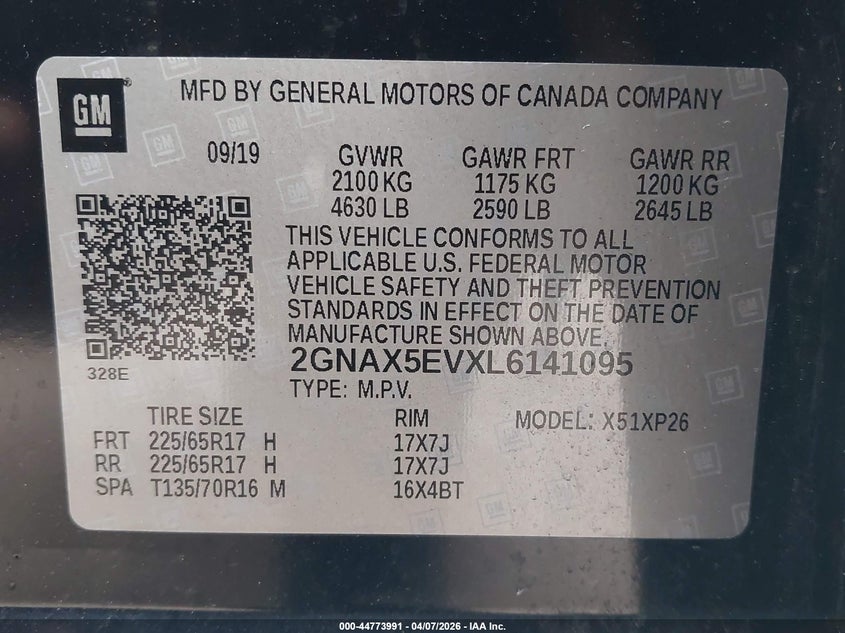 GM
MFD BY GENERAL MOTORS OF CANADA COMPANY
09/19 GVWR GAWR FRT GAWR RR
2100 KG 1175 KG 1200 KG
4630 LB 2590 LB 2645 LB
THIS VEHICLE CONFORMS TO ALL
APPLICABLE U.S. FEDERAL MOTOR
VEHICLE SAFETY AND THEFT PREVENTION
STANDARDS IN EFFECT ON THE DATE OF
MANUFACTURE SHOWN ABOVE.
2GNAX5EVXL6141095
328E
TYPE: M.P.V.
TIRE SIZE RIM MODEL: X51XP26
FRT 225/65R17 H 17X7J
RR 225/65R17 H 17X7J
SPA T135/70R16 M 16X4BT
000-44773991 - 04/07/2026 - IAA Inc.